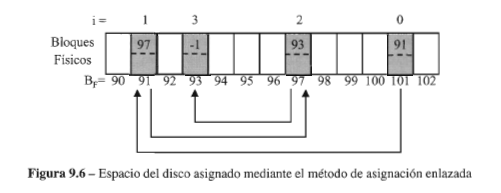 i = 1 3 2 0
Bloques 97 -1 93 91
Físicos
B_F= 90 91 92 93 94 95 96 97 98 99 100 101 102
Figura 9.6 – Espacio del disco asignado mediante el método de asignación enlazada